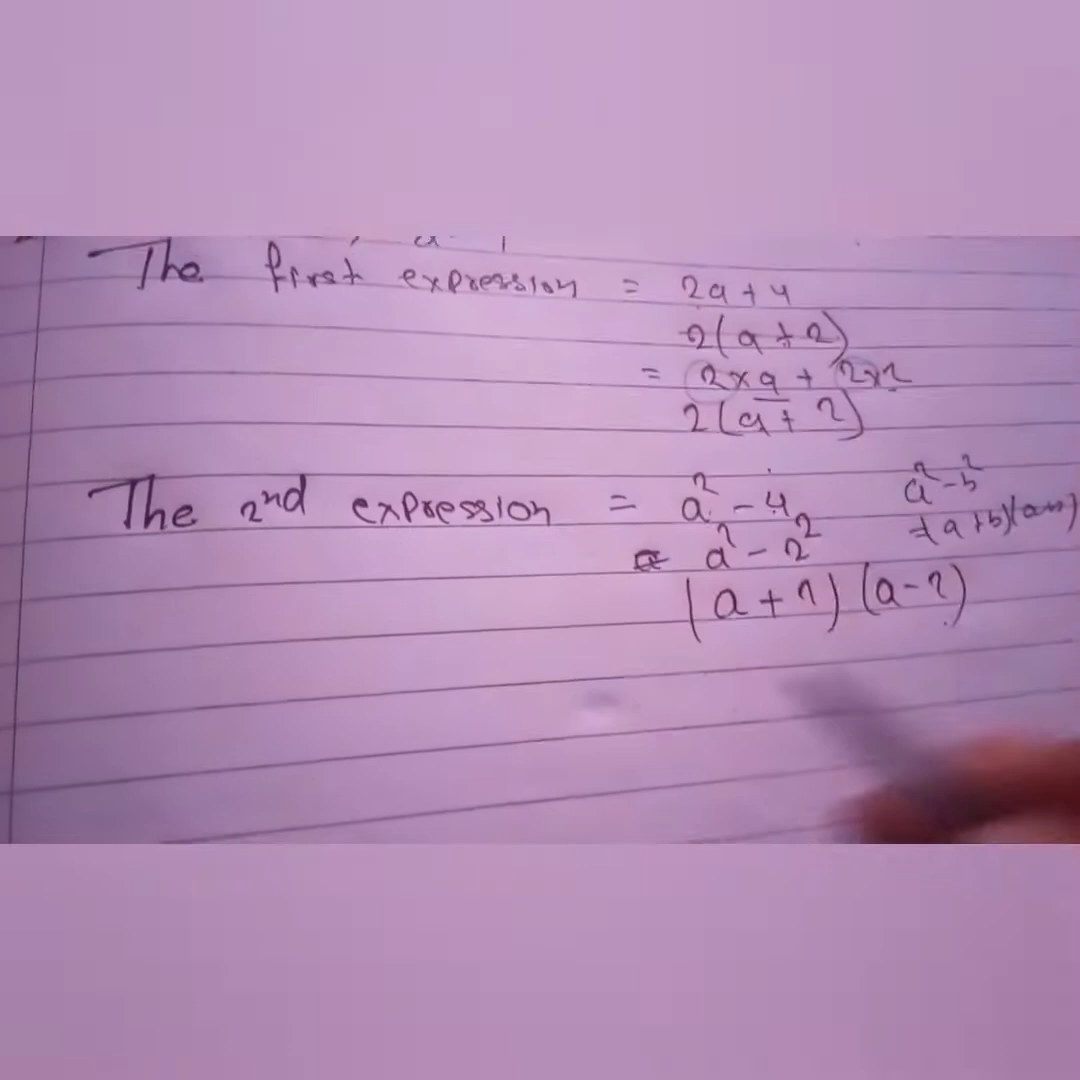 The first expression = 2a + 4
2(a + 2)
= 2 × a + 2×2
2(a + 2)
The 2nd expression = a² - 4 a² - b²
= a² - 2² = (a + b)
(a + 2) (a - 2)